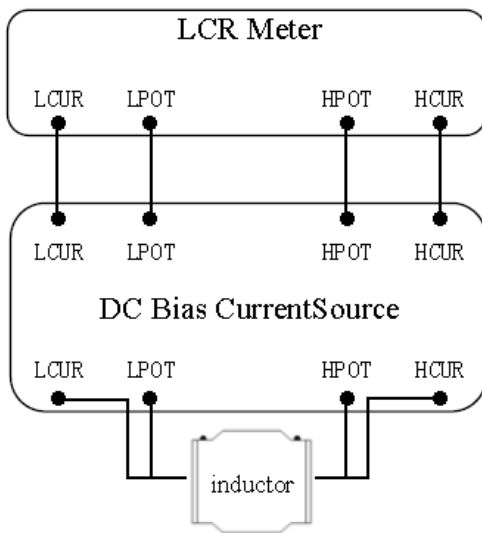 LCR Meter
LCUR LPOT HPOT HCUR
LCUR LPOT HPOT HCUR
DC Bias CurrentSource
LCUR LPOT HPOT HCUR
inductor